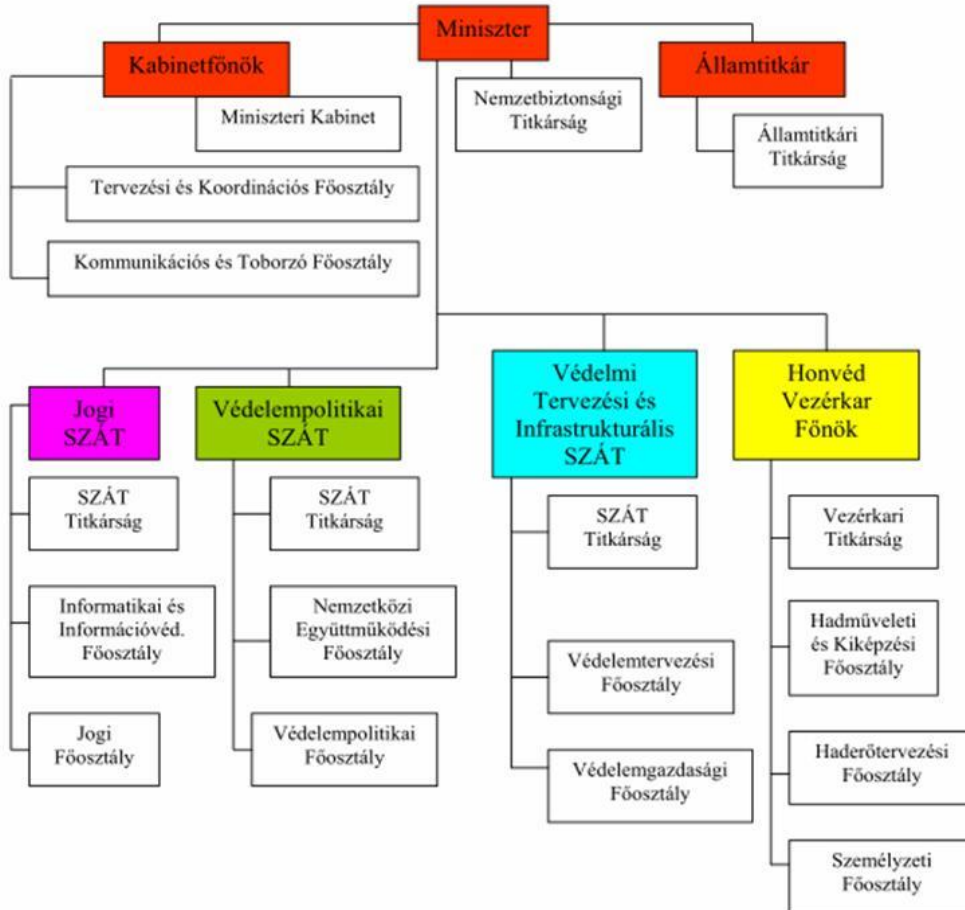 Miniszter
Kabinetfőnök
Államtitkár
Miniszteri Kabinet
Nemzetbiztonsági
Titkárság
Államtitkári
Titkárság
Tervezési és Koordinációs Főosztály
Kommunikációs és Toborzó Főosztály
Jogi
SZÁT
SZÁT
Titkárság
Informatikai és
Információvéd.
Főosztály
Jogi
Főosztály
Védelempolitikai
SZÁT
SZÁT
Titkárság
Nemzetközi
Együttműködési
Főosztály
Védelempolitikai
Főosztály
Védelmi
Tervezési és
Infrastrukturális
SZÁT
SZÁT
Titkárság
Védelemtervezési
Főosztály
Védelemgazdasági
Főosztály
Honvéd
Vezérkar
Főnök
Vezérkari
Titkárság
Hadműveleti
és Kiképzési
Főosztály
Haderőtervezési
Főosztály
Személyzeti
Főosztály